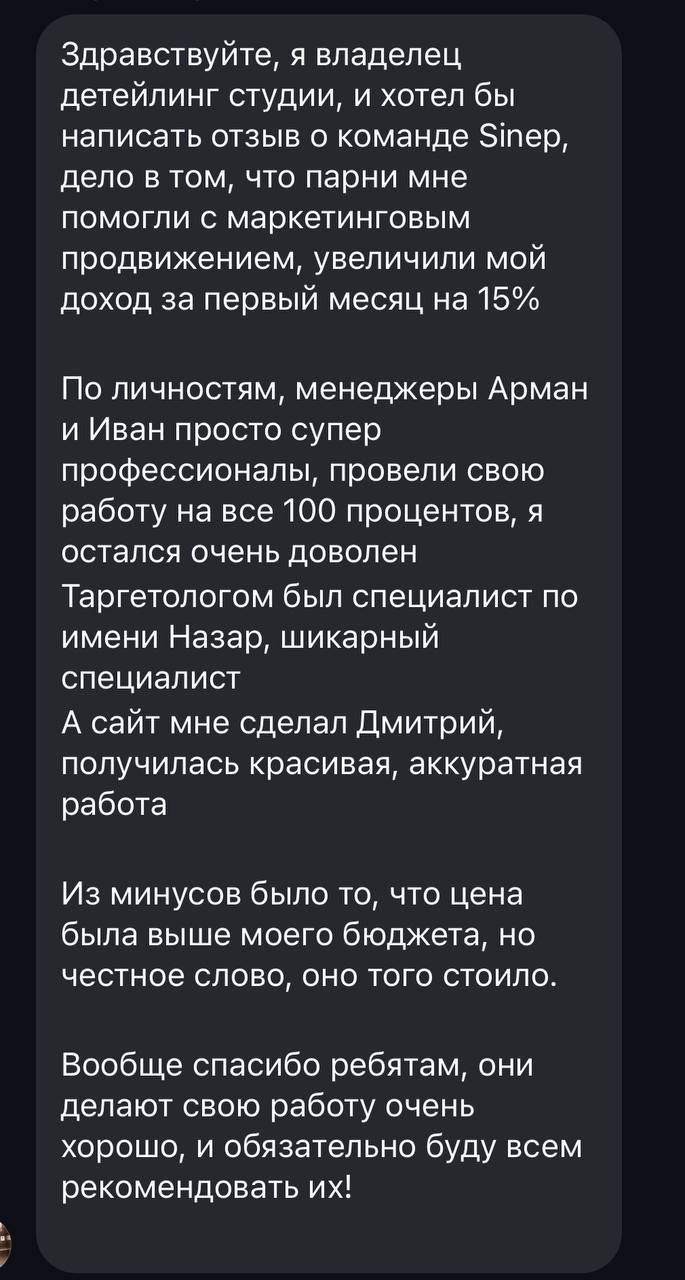 Здравствуйте, я владелец
детейлинг студии, и хотел бы
написать отзыв о команде Sinep,
дело в том, что парни мне
помогли с маркетинговым
продвижением, увеличили мой
доход за первый месяц на 15%
По личностям, менеджеры Арман
и Иван просто супер
профессионалы, провели свою
работу на все 100 процентов, я
остался очень доволен
Таргетологом был специалист по
имени Назар, шикарный
специалист
А сайт мне сделал Дмитрий,
получилась красивая, аккуратная
работа
Из минусов было то, что цена
была выше моего бюджета, но
честное слово, оно того стоило.
Вообще спасибо ребятам, они
делают свою работу очень
хорошо, и обязательно буду всем
рекомендовать их!